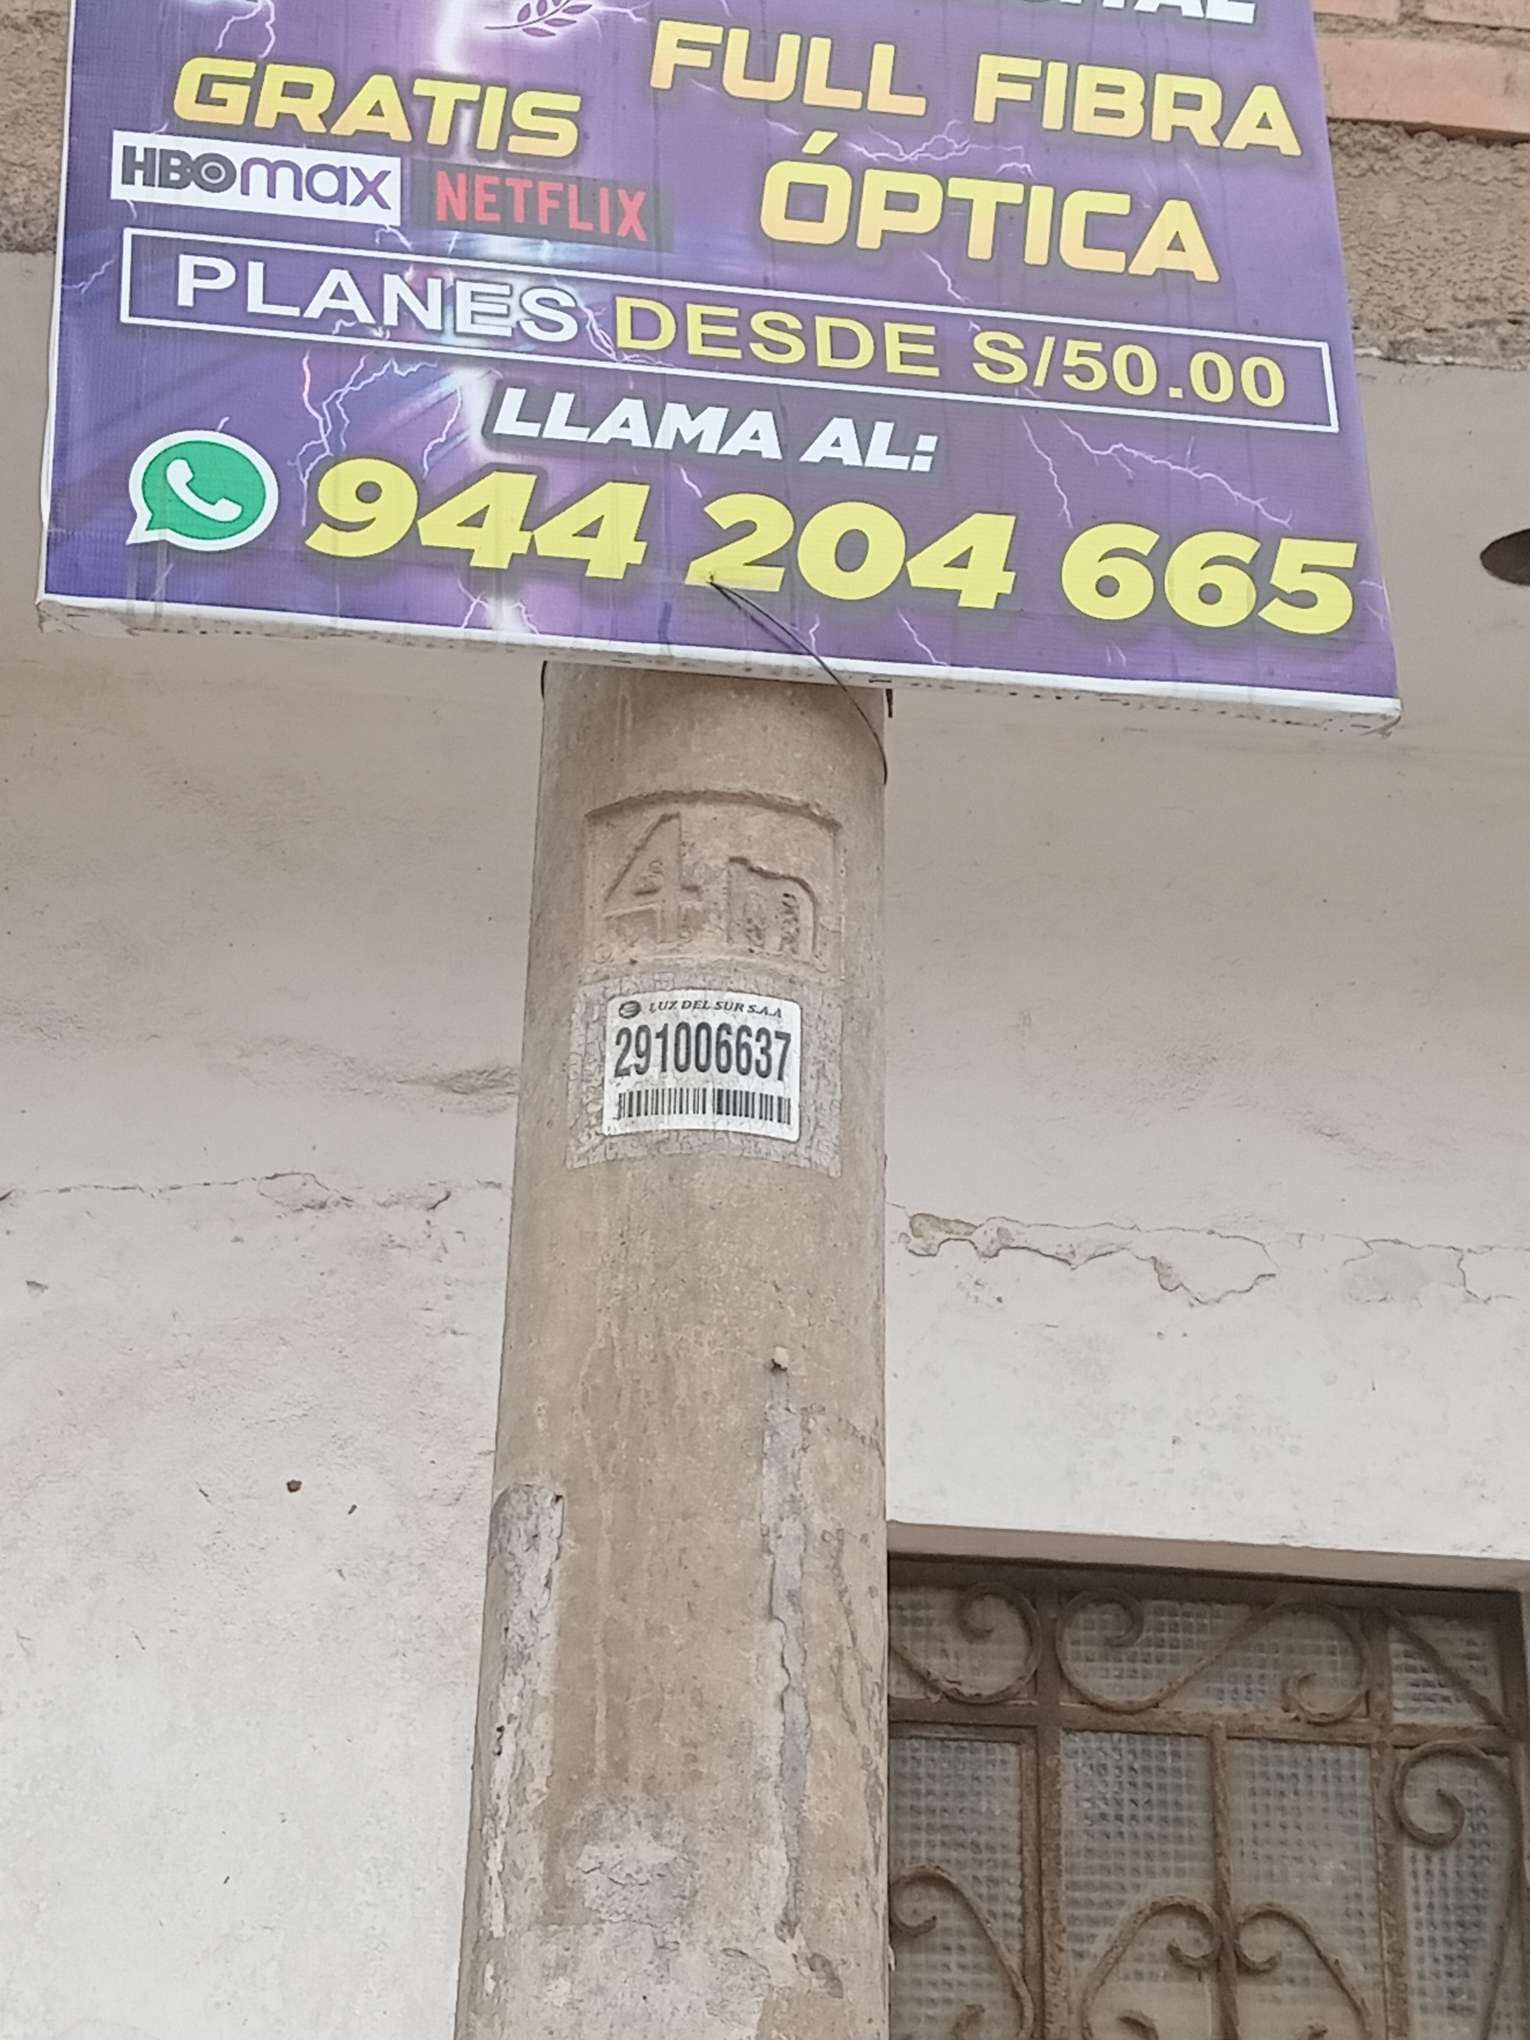 FULL FIBRA
ÓPTICA
GRATIS
HBOmax NETFLIX
PLANES DESDE S/50.00
LLAMA AL:
944 204 665
4m
LUZ DEL SUR S.A.A
291006637